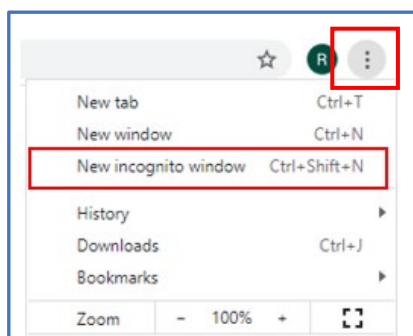 R
New tab Ctrl+T
New window Ctrl+N
New incognito window Ctrl+Shift+N
History
Downloads Ctrl+J
Bookmarks
Zoom - 100% +